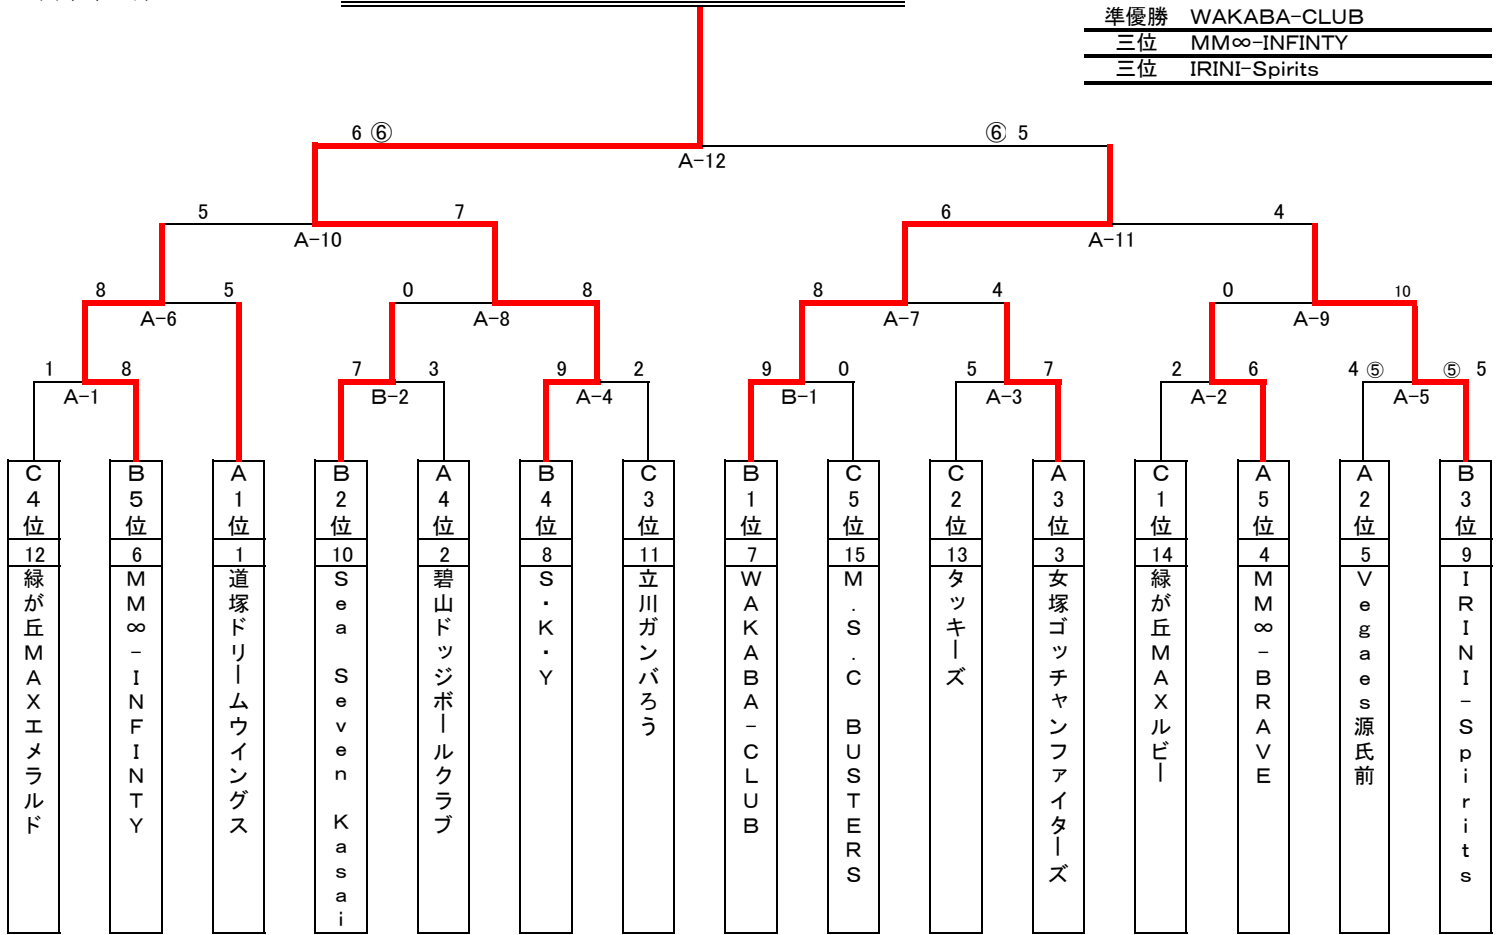 準優勝 WAKABA-CLUB
三位 MM∞-INFINTY
三位 IRINI-Spirits
6 ⑥ ⑥ 5
A-12
5 7 6 4
A-10 A-11
8 5 0 8 8 4 0 10
A-6 A-8 A-7 A-9
1 8 7 3 9 2 9 0 5 7 2 6 4 ⑤ ⑤ 5
A-1 B-2 A-4 B-1 A-3 A-2 A-5
C4位 12 緑が丘MAXエメラルド
B5位 6 MM∞-INFINTY
A1位 1 道塚ドリームウイングス
B2位 10 Sea Seven Kasai
A4位 2 碧山ドッジボールクラブ
B4位 8 S・K・Y
C3位 11 立川ガンバろう
B1位 7 WAKABA-CLUB
C5位 15 M.S.C BUSTERS
C2位 13 タッキーズ
A3位 3 女塚ゴッチャンファイターズ
C1位 14 緑が丘MAXルビー
A5位 4 MM∞-BRAVE
A2位 5 Vegaes源氏前
B3位 9 IRINI-Spirits